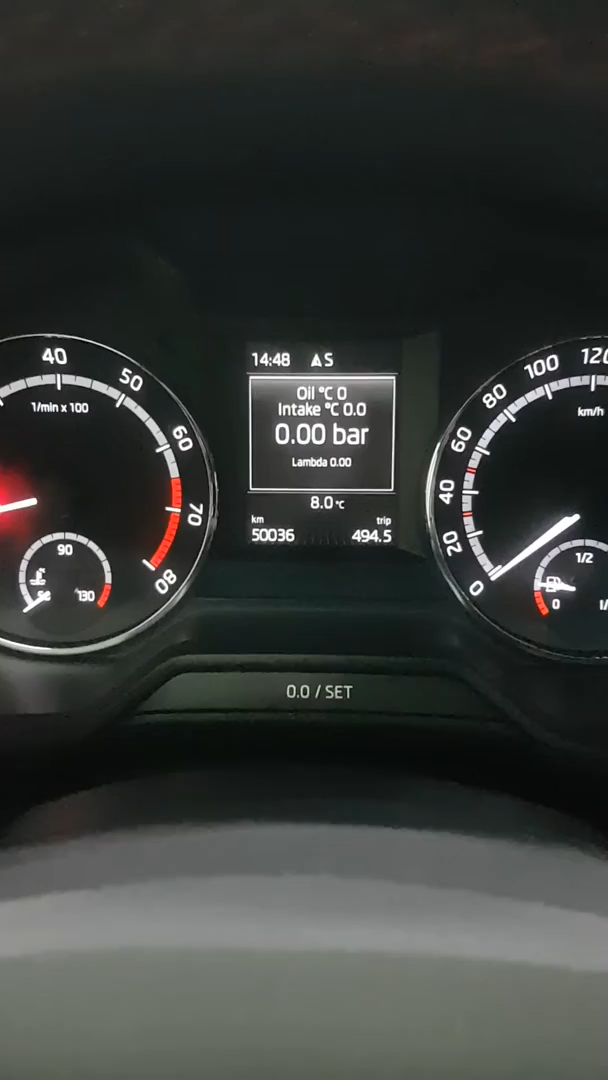 14:48 S
Oil °C 0
Intake °C 0.0
0.00 bar
Lambda 0.00
8.0 °C
km trip
50036 494.5
40
50
60
70
80
1/min x 100
90
130
0
20
40
60
80
100
120
km/h
1/2
0
0.0 / SET